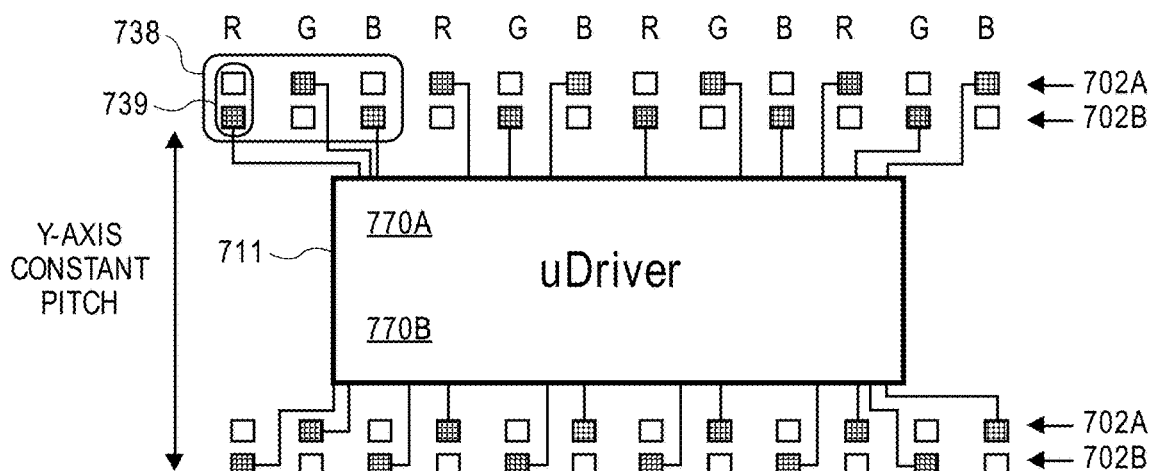 738
R G B R G B R G B R G B
739
702A
702B
Y-AXIS
CONSTANT
PITCH
711
770A
uDriver
770B
702A
702B